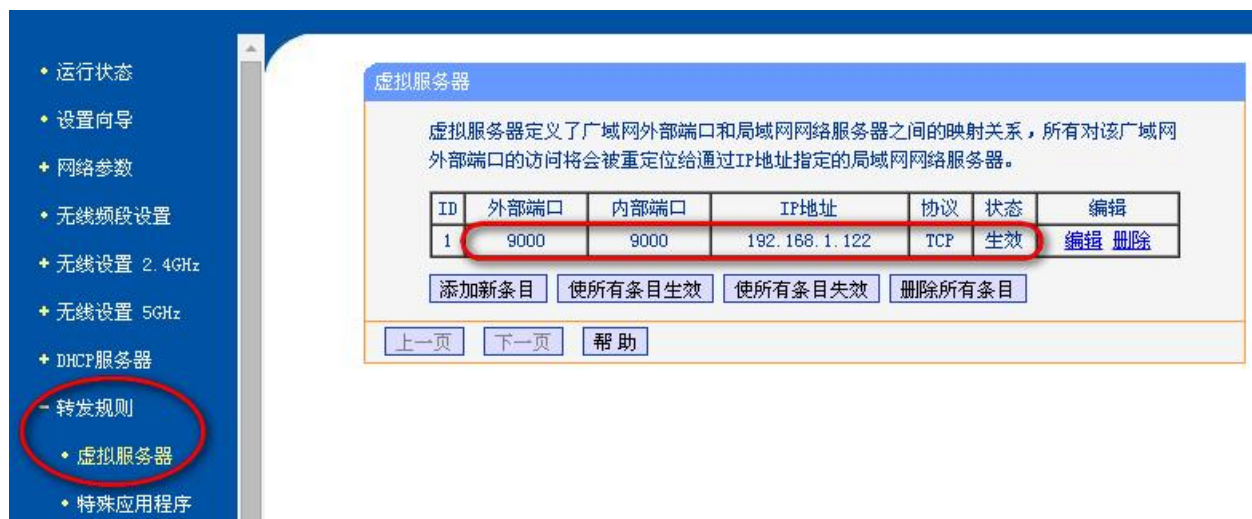 运行状态
设置向导
网络参数
无线频段设置
无线设置 2.4GHz
无线设置 5GHz
DHCP服务器
转发规则
虚拟服务器
特殊应用程序
虚拟服务器
虚拟服务器定义了广域网外部端口和局域网网络服务器之间的映射关系，所有对该广域网
外部端口的访问将会被重定位给通过IP地址指定的局域网网络服务器。
ID 外部端口 内部端口 IP地址 协议 状态 编辑
1 9000 9000 192.168.1.122 TCP 生效 编辑 删除
添加新条目 使所有条目生效 使所有条目失效 删除所有条目
上一页 下一页 帮助